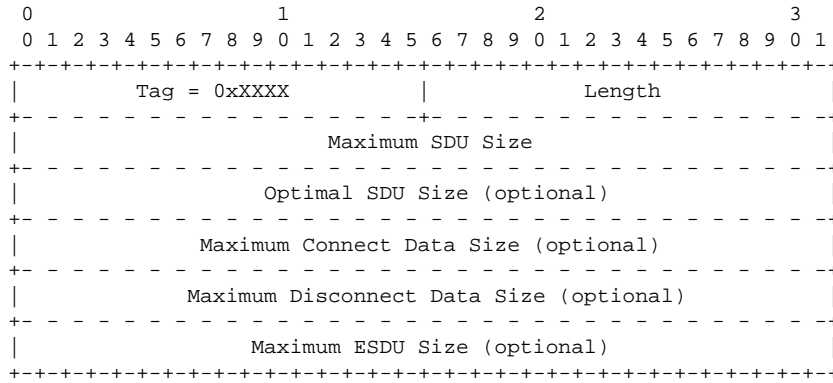 0 1 2 3
0 1 2 3 4 5 6 7 8 9 0 1 2 3 4 5 6 7 8 9 0 1 2 3 4 5 6 7 8 9 0 1
Tag = 0xXXXX | Length
Maximum SDU Size
Optimal SDU Size (optional)
Maximum Connect Data Size (optional)
Maximum Disconnect Data Size (optional)
Maximum ESDU Size (optional)